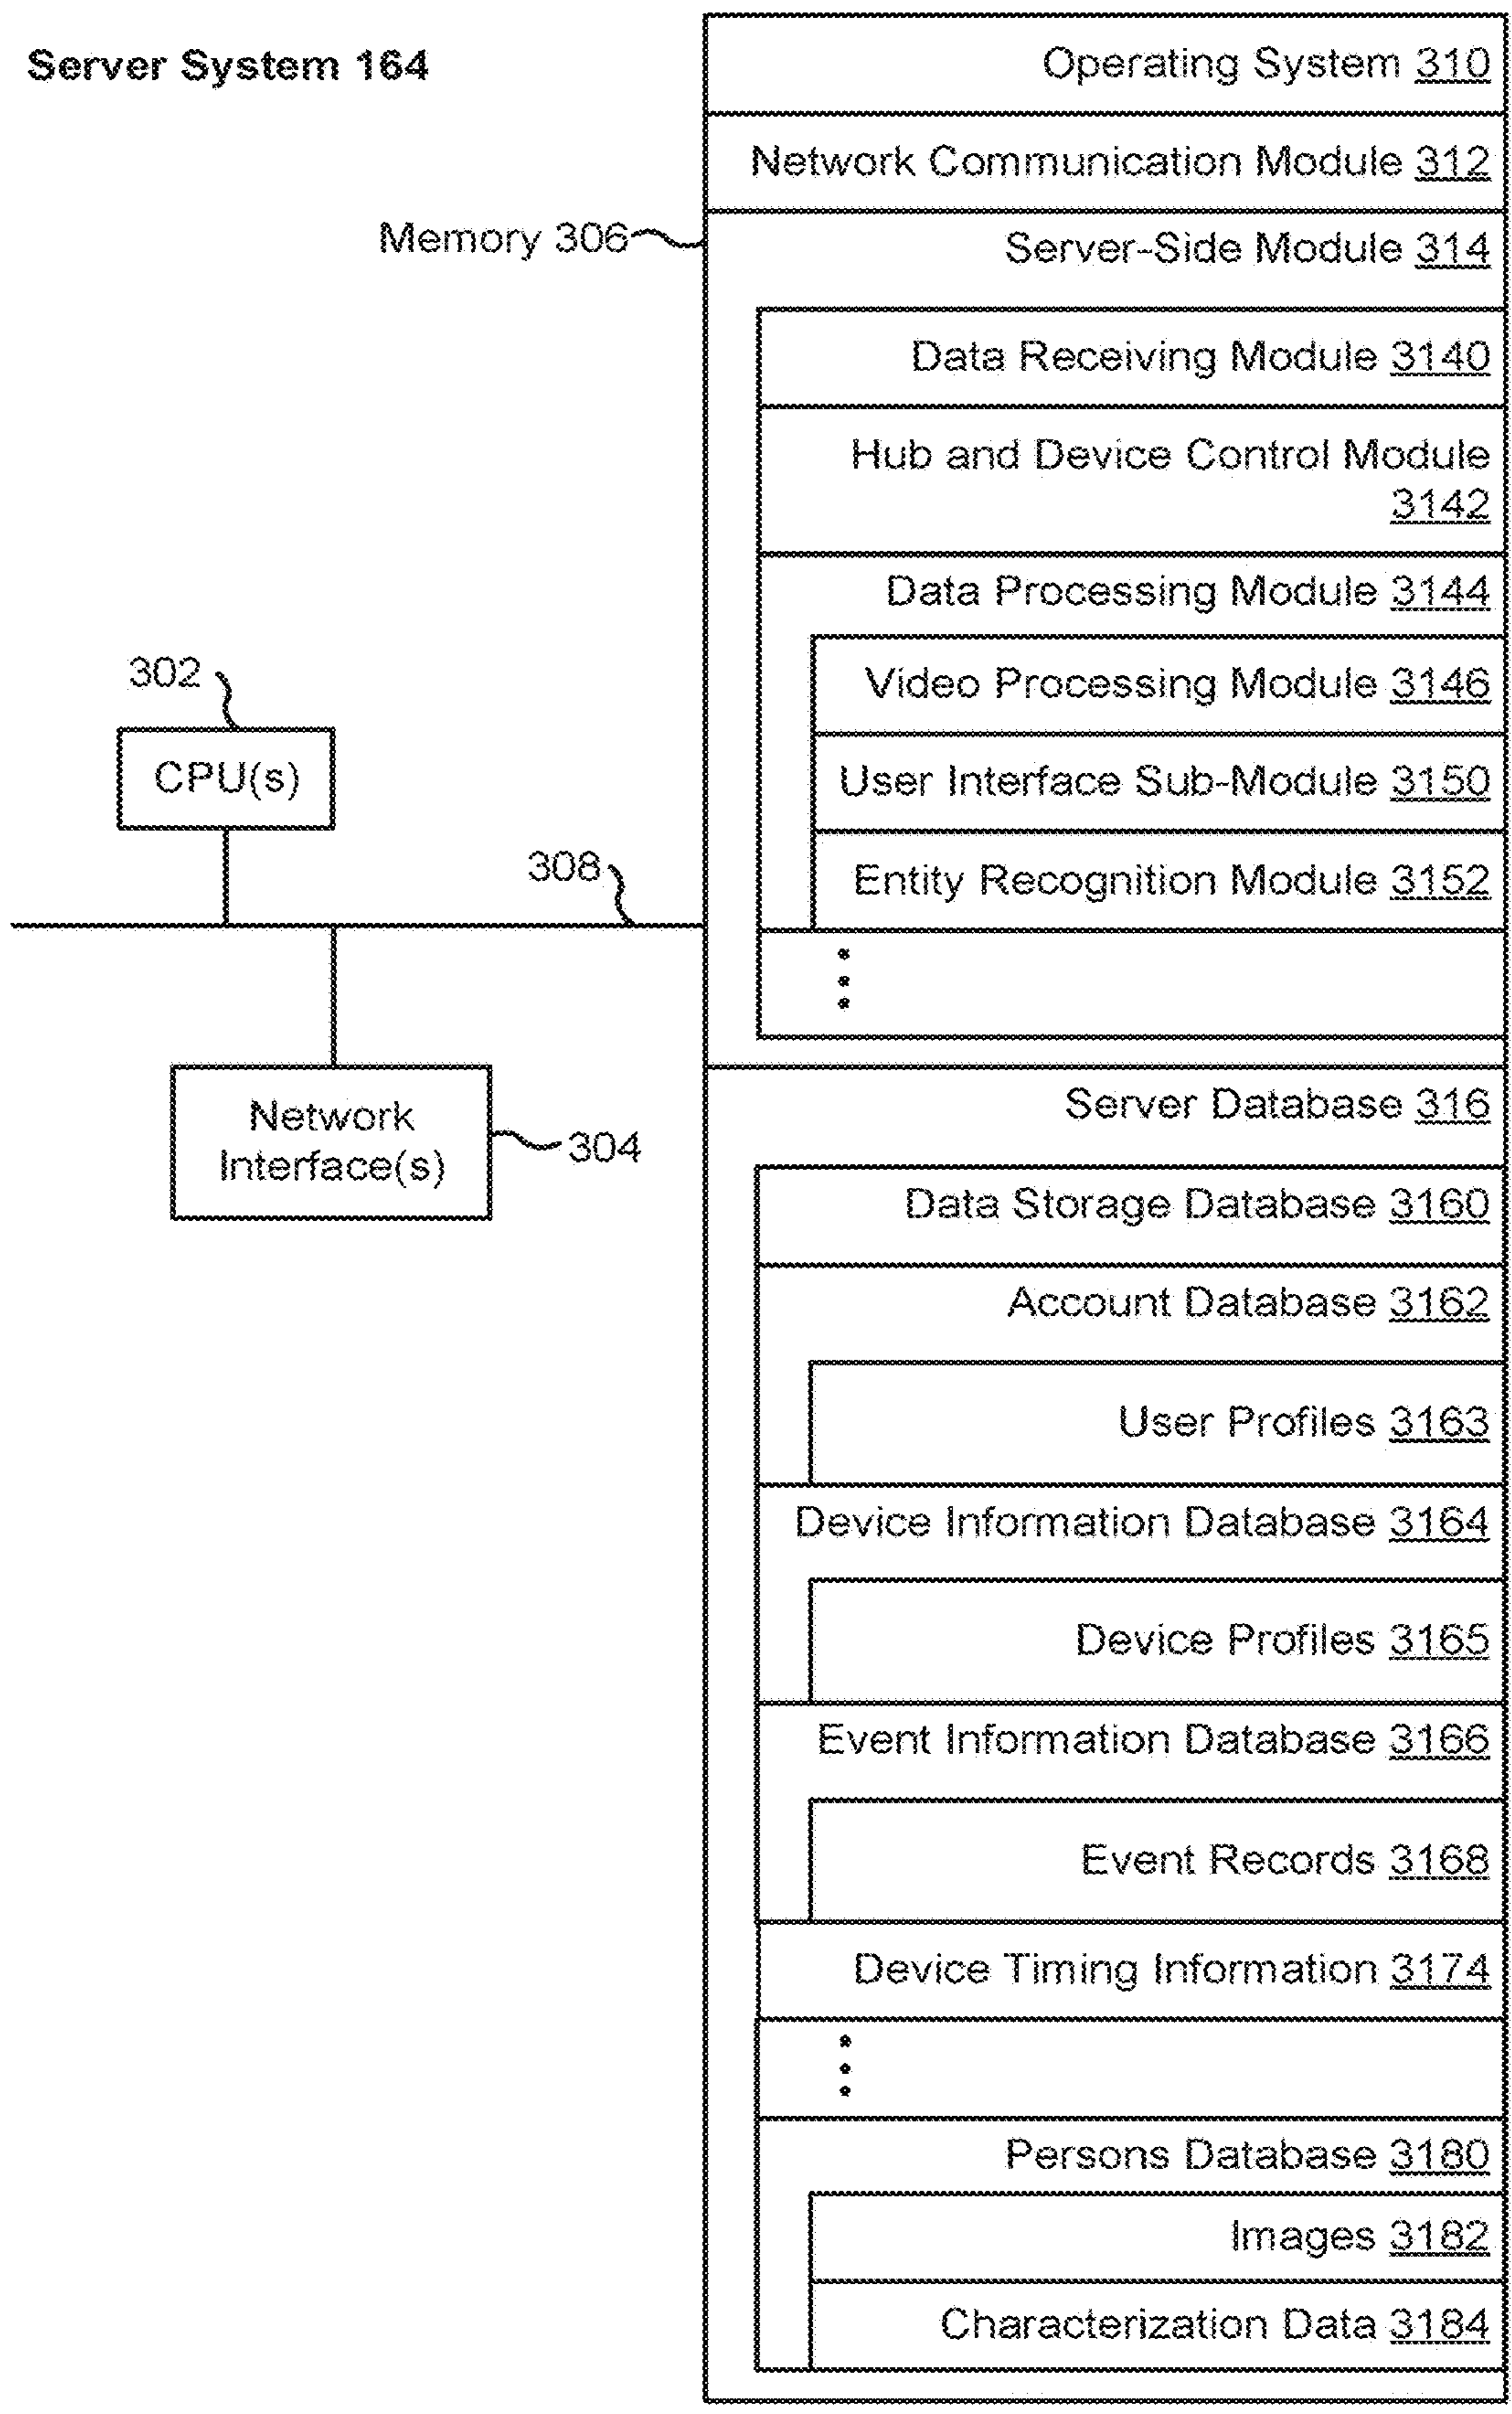 Server System 164
Operating System 310
Network Communication Module 312
Memory 306
Server-Side Module 314
Data Receiving Module 3140
Hub and Device Control Module
3142
Data Processing Module 3144
302
Video Processing Module 3146
CPU(s)
User Interface Sub-Module 3150
308
Entity Recognition Module 3152
Network
Interface(s)
304
Server Database 316
Data Storage Database 3160
Account Database 3162
User Profiles 3163
Device Information Database 3164
Device Profiles 3165
Event Information Database 3166
Event Records 3168
Device Timing Information 3174
Persons Database 3180
Images 3182
Characterization Data 3184